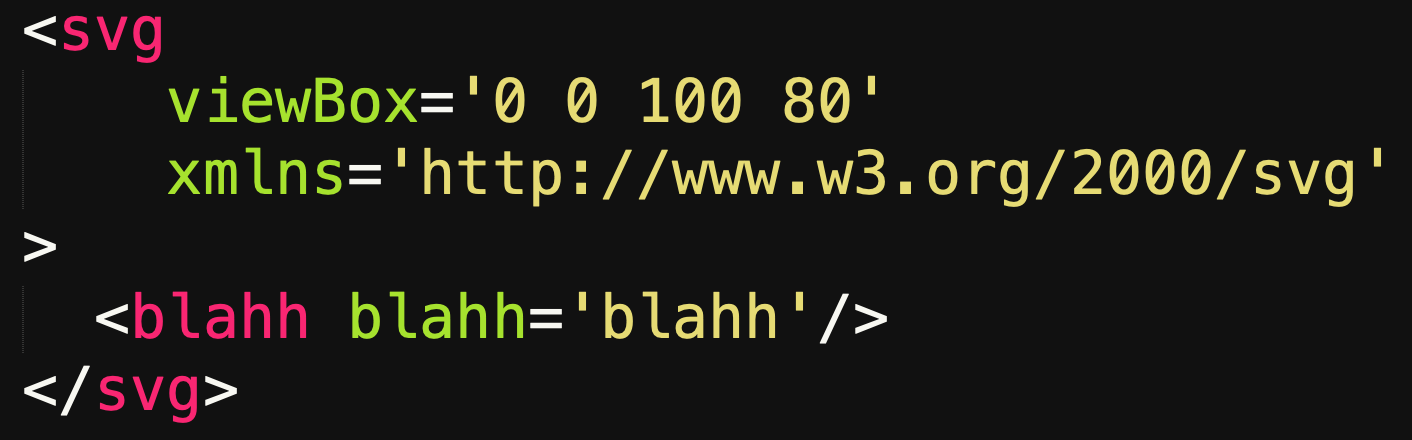 <svg
    viewBox='0 0 100 80'
    xmlns='http://www.w3.org/2000/svg'
>
  <blahh blahh='blahh'/>
</svg>